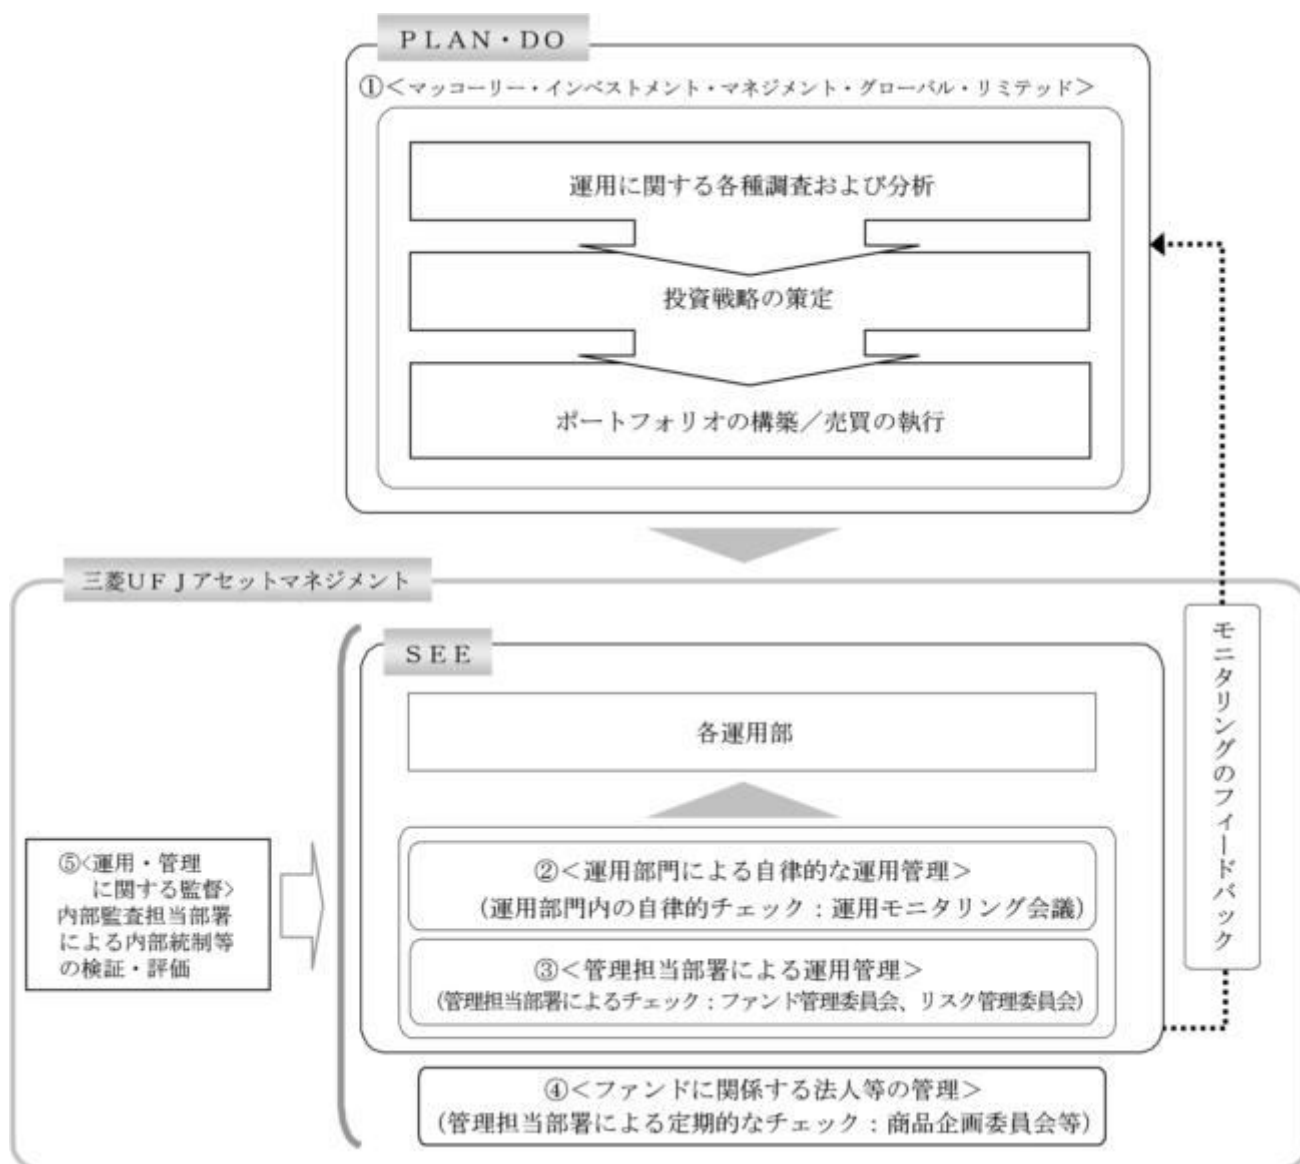 ＰＬＡＮ・ＤＯ
①＜マッコーリー・インベストメント・マネジメント・グローバル・リミテッド＞
運用に関する各種調査および分析
投資戦略の策定
ポートフォリオの構築／売買の執行
三菱ＵＦＪアセットマネジメント
ＳＥＥ
各運用部
②＜運用部門による自律的な運用管理＞
（運用部門内の自律的チェック：運用モニタリング会議）
③＜管理担当部署による運用管理＞
（管理担当部署によるチェック：ファンド管理委員会、リスク管理委員会）
④＜ファンドに関係する法人等の管理＞
（管理担当部署による定期的なチェック：商品企画委員会等）
⑤<運用・管理
に関する監督>
内部監査担当部署
による内部統制等
の検証・評価
モニタリングのフィードバック